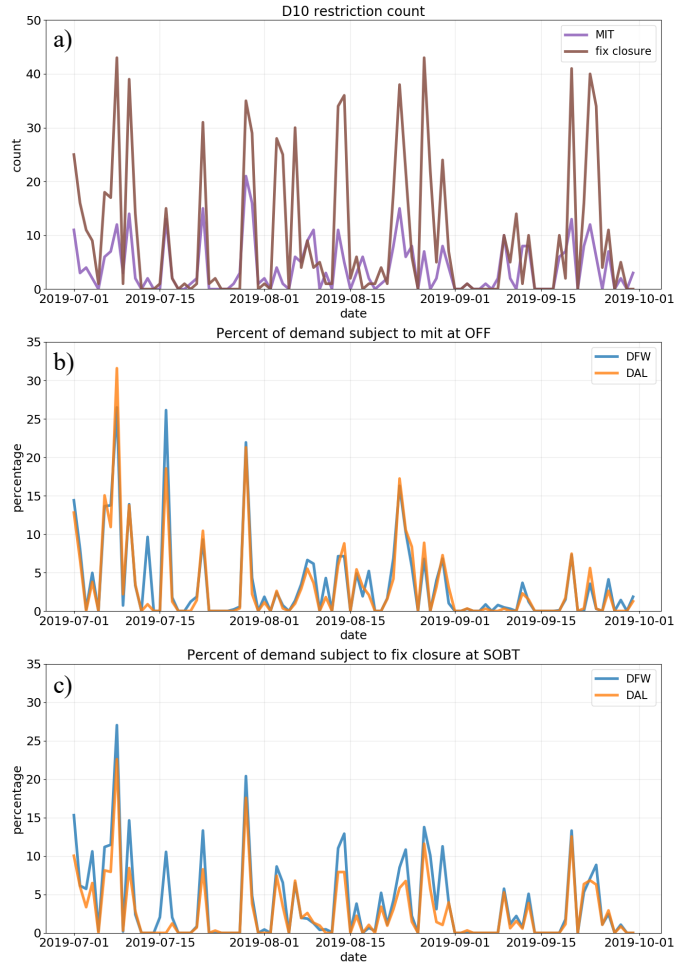 D10 restriction count
a)
MIT
fix closure
50
40
30
20
10
0
count
2019-07-01
2019-07-15
2019-08-01
2019-08-15
2019-09-01
2019-09-15
2019-10-01
date
Percent of demand subject to mit at OFF
b)
DFW
DAL
35
30
25
20
15
10
5
0
percentage
2019-07-01
2019-07-15
2019-08-01
2019-08-15
2019-09-01
2019-09-15
2019-10-01
date
Percent of demand subject to fix closure at SOBT
c)
DFW
DAL
35
30
25
20
15
10
5
0
percentage
2019-07-01
2019-07-15
2019-08-01
2019-08-15
2019-09-01
2019-09-15
2019-10-01
date